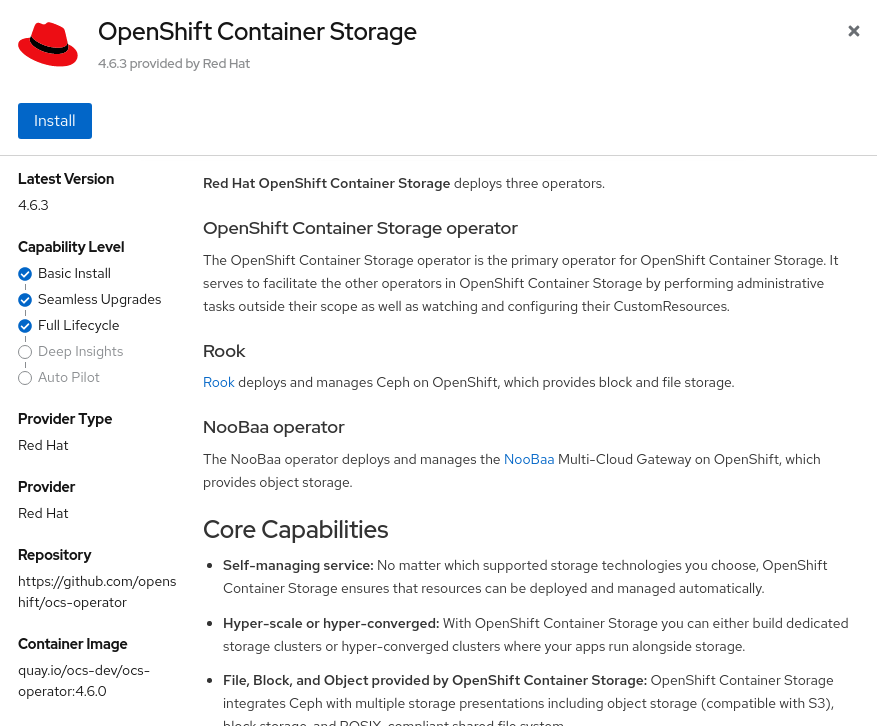 OpenShift Container Storage
4.6.3 provided by Red Hat
Install
Latest Version
4.6.3
Capability Level
Basic Install
Seamless Upgrades
Full Lifecycle
Deep Insights
Auto Pilot
Provider Type
Red Hat
Provider
Red Hat
Repository
https://github.com/opens
hift/ocs-operator
Container Image
quay.io/ocs-dev/ocs-
operator:4.6.0
Red Hat OpenShift Container Storage deploys three operators.
OpenShift Container Storage operator
The OpenShift Container Storage operator is the primary operator for OpenShift Container Storage. It
serves to facilitate the other operators in OpenShift Container Storage by performing administrative
tasks outside their scope as well as watching and configuring their CustomResources.
Rook
Rook deploys and manages Ceph on OpenShift, which provides block and file storage.
NooBaa operator
The NooBaa operator deploys and manages the NooBaa Multi-Cloud Gateway on OpenShift, which
provides object storage.
Core Capabilities
• Self-managing service: No matter which supported storage technologies you choose, OpenShift
Container Storage ensures that resources can be deployed and managed automatically.
• Hyper-scale or hyper-converged: With OpenShift Container Storage you can either build dedicated
storage clusters or hyper-converged clusters where your apps run alongside storage.
• File, Block, and Object provided by OpenShift Container Storage: OpenShift Container Storage
integrates Ceph with multiple storage presentations including object storage (compatible with S3),
block storage, and POSIX-compliant shared file system.